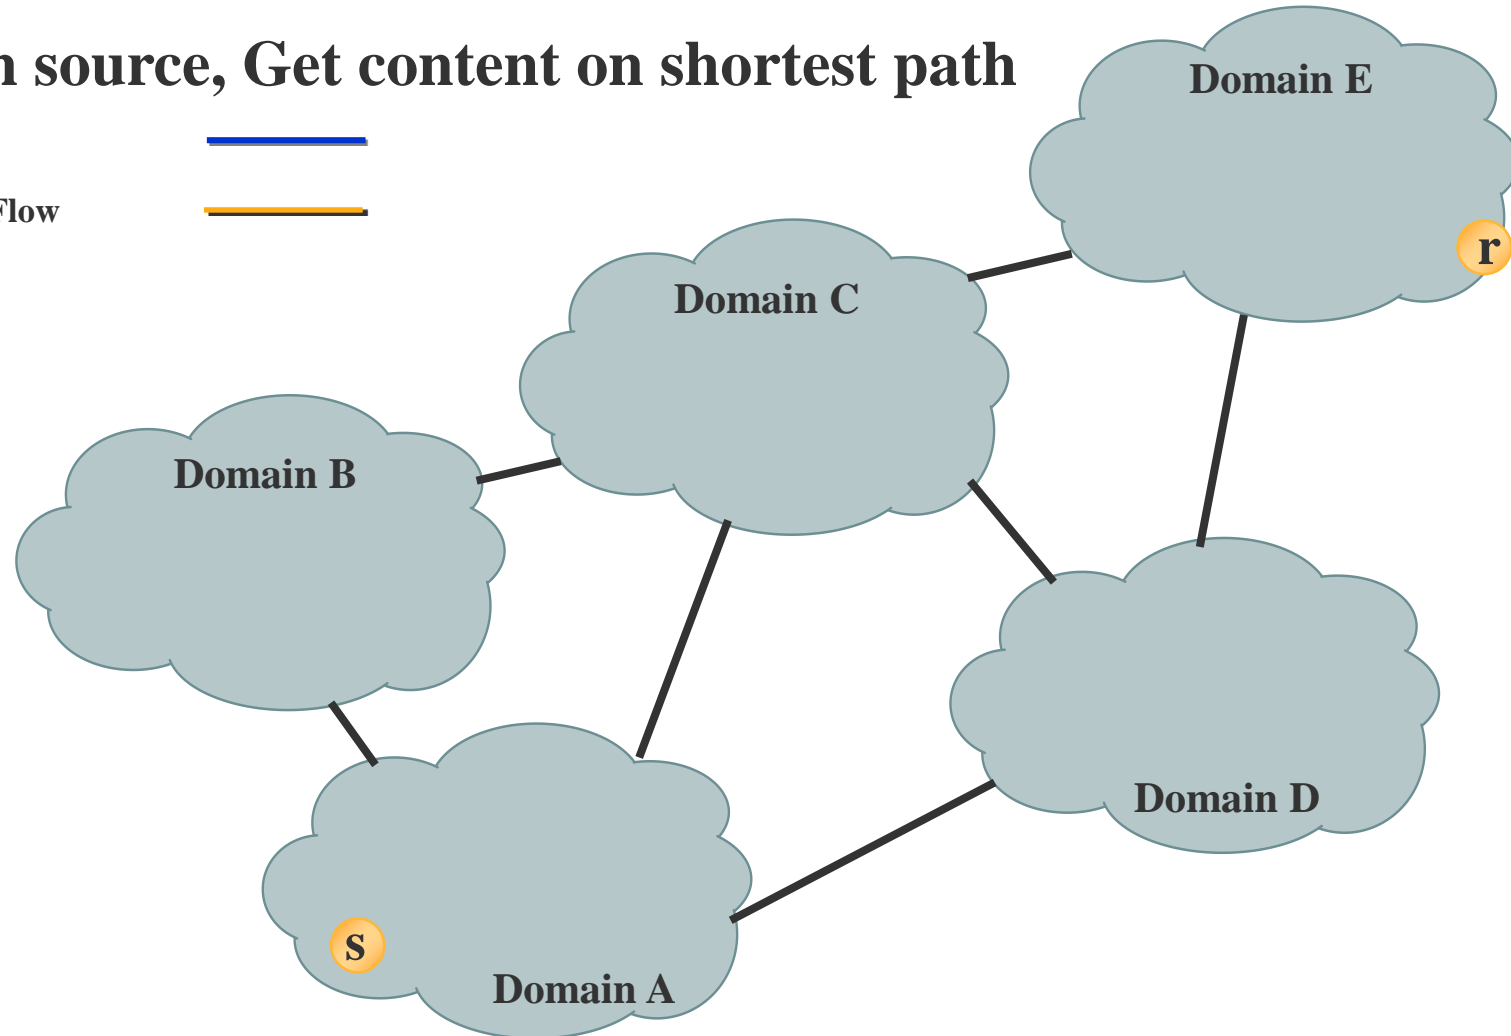 source, Get content on shortest path
Domain E
Flow
r
Domain C
Domain B
Domain D
s
Domain A